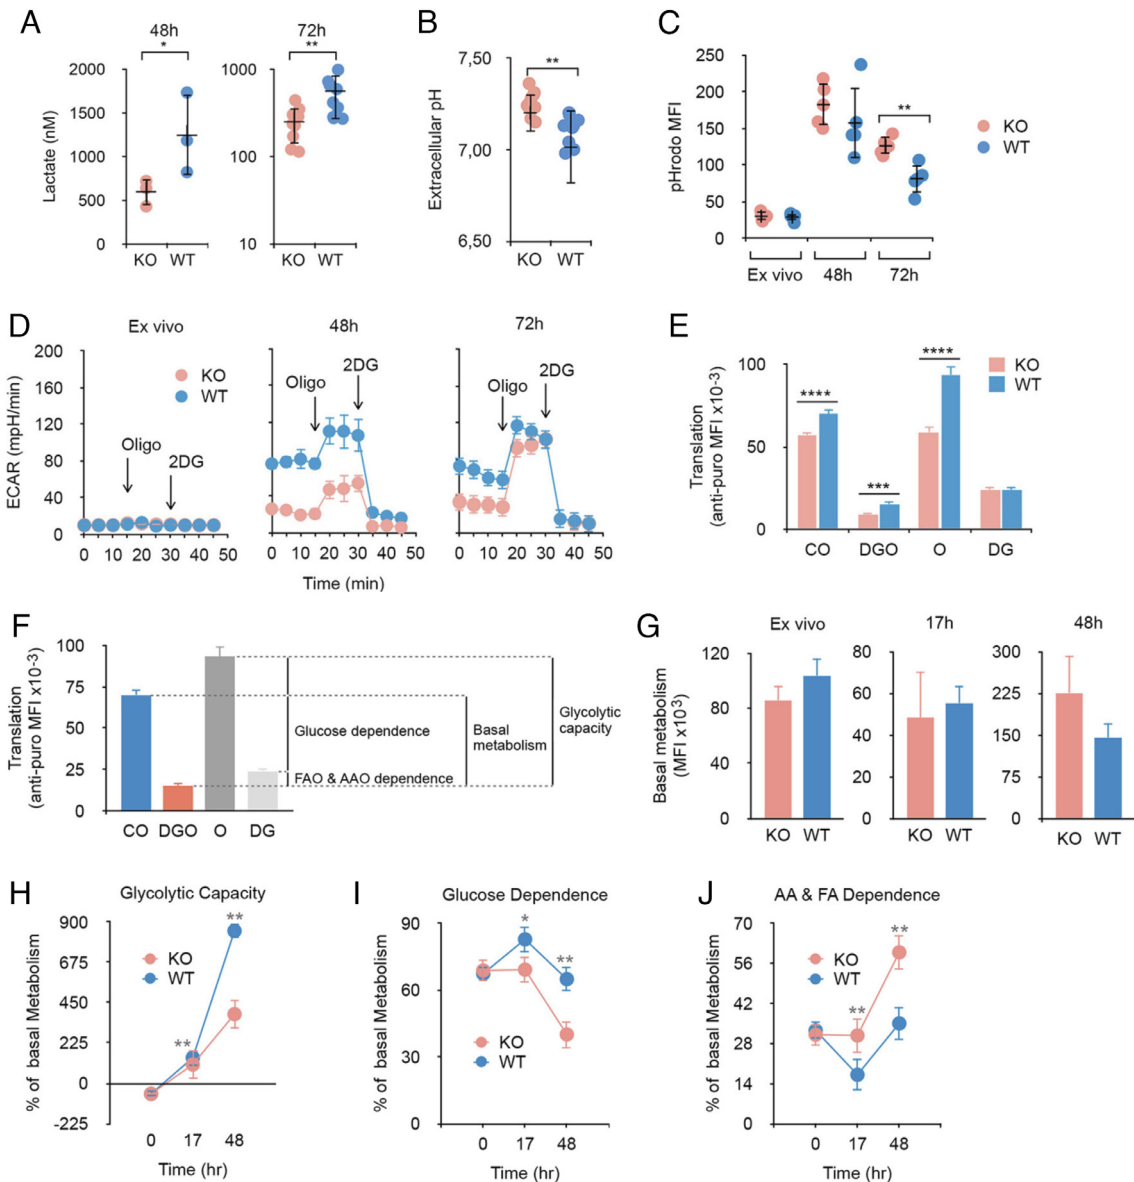 A
48h
72h
*
**
Lactate (nM)
2000
1500
1000
500
0
KO WT
1000
100
10
KO WT
B
**
Extracellular pH
7,50
7,00
6,50
KO WT
C
pHrodo MFI
250
200
150
100
50
0
**
KO
WT
Ex vivo 48h 72h
D
Ex vivo 48h 72h
ECAR (mpH/min)
200
160
120
80
40
0
KO
WT
Oligo
2DG
Oligo
2DG
Oligo
2DG
0 10 20 30 40 50
0 10 20 30 40 50
0 10 20 30 40 50
Time (min)
E
Translation
(anti-puro MFI x10-3)
100
50
0
****
***
****
KO
WT
CO DGO O DG
F
Translation
(anti-puro MFI x10-3)
100
75
50
25
0
CO DGO O DG
Glucose dependence
FAO & AAO dependence
Basal
metabolism
Glycolytic
capacity
G
Ex vivo 17h 48h
Basal metabolism
(MFI x103)
120
80
40
0
KO WT
80
60
40
20
0
KO WT
300
225
150
75
0
KO WT
H
Glycolytic Capacity
% of basal Metabolism
900
675
450
225
0
-225
KO
WT
**
**
0 17 48
Time (hr)
I
Glucose Dependence
% of basal Metabolism
90
60
30
0
*
**
KO
WT
0 17 48
Time (hr)
J
AA & FA Dependence
% of basal Metabolism
70
56
42
28
14
0
KO
WT
**
**
0 17 48
Time (hr)